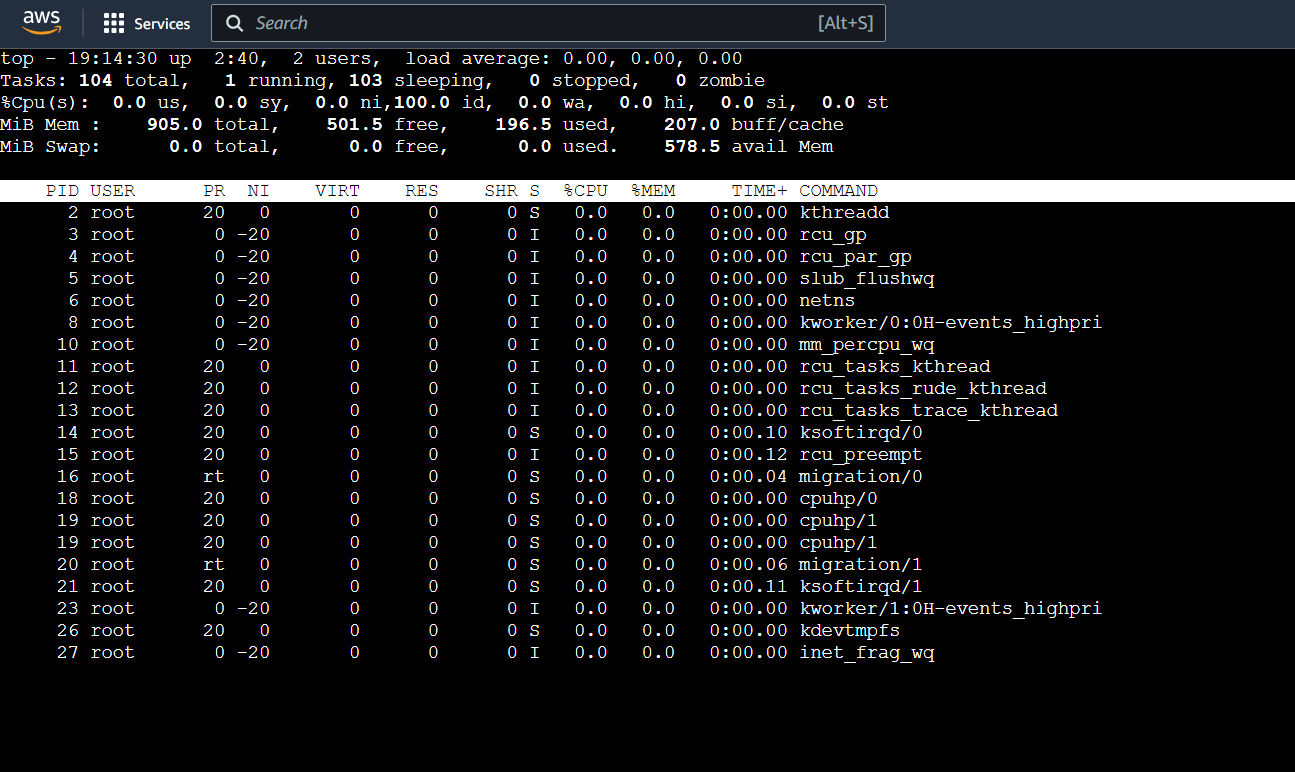 aws Services Search [Alt+S]
top - 19:14:30 up  2:40,  2 users,  load average: 0.00, 0.00, 0.00
Tasks: 104 total,   1 running, 103 sleeping,   0 stopped,   0 zombie
%Cpu(s):  0.0 us,  0.0 sy,  0.0 ni,100.0 id,  0.0 wa,  0.0 hi,  0.0 si,  0.0 st
MiB Mem :    905.0 total,    501.5 free,    196.5 used,    207.0 buff/cache
MiB Swap:      0.0 total,      0.0 free,      0.0 used.    578.5 avail Mem
PID USER      PR  NI    VIRT    RES    SHR S  %CPU  %MEM     TIME+ COMMAND
2 root      20   0       0      0      0 S   0.0   0.0   0:00.00 kthreadd
3 root       0 -20       0      0      0 I   0.0   0.0   0:00.00 rcu_gp
4 root       0 -20       0      0      0 I   0.0   0.0   0:00.00 rcu_par_gp
5 root       0 -20       0      0      0 I   0.0   0.0   0:00.00 slub_flushwq
6 root       0 -20       0      0      0 I   0.0   0.0   0:00.00 netns
8 root       0 -20       0      0      0 I   0.0   0.0   0:00.00 kworker/0:0H-events_highpri
10 root       0 -20       0      0      0 I   0.0   0.0   0:00.00 mm_percpu_wq
11 root      20   0       0      0      0 I   0.0   0.0   0:00.00 rcu_tasks_kthread
12 root      20   0       0      0      0 I   0.0   0.0   0:00.00 rcu_tasks_rude_kthread
13 root      20   0       0      0      0 I   0.0   0.0   0:00.00 rcu_tasks_trace_kthread
14 root      20   0       0      0      0 S   0.0   0.0   0:00.10 ksoftirqd/0
15 root      20   0       0      0      0 I   0.0   0.0   0:00.12 rcu_preempt
16 root      rt   0       0      0      0 S   0.0   0.0   0:00.04 migration/0
18 root      20   0       0      0      0 S   0.0   0.0   0:00.00 cpuhp/0
19 root      20   0       0      0      0 S   0.0   0.0   0:00.00 cpuhp/1
19 root      20   0       0      0      0 S   0.0   0.0   0:00.00 cpuhp/1
20 root      rt   0       0      0      0 S   0.0   0.0   0:00.06 migration/1
21 root      20   0       0      0      0 S   0.0   0.0   0:00.11 ksoftirqd/1
23 root       0 -20       0      0      0 I   0.0   0.0   0:00.00 kworker/1:0H-events_highpri
26 root      20   0       0      0      0 S   0.0   0.0   0:00.00 kdevtmpfs
27 root       0 -20       0      0      0 I   0.0   0.0   0:00.00 inet_frag_wq